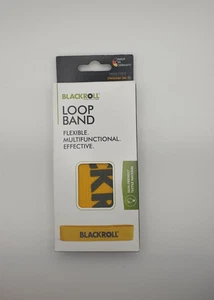 BLACKROLL
LOOP
BAND
FLEXIBLE.
MULTIFUNCTIONAL.
EFFECTIVE.
KR
BLACKROLL